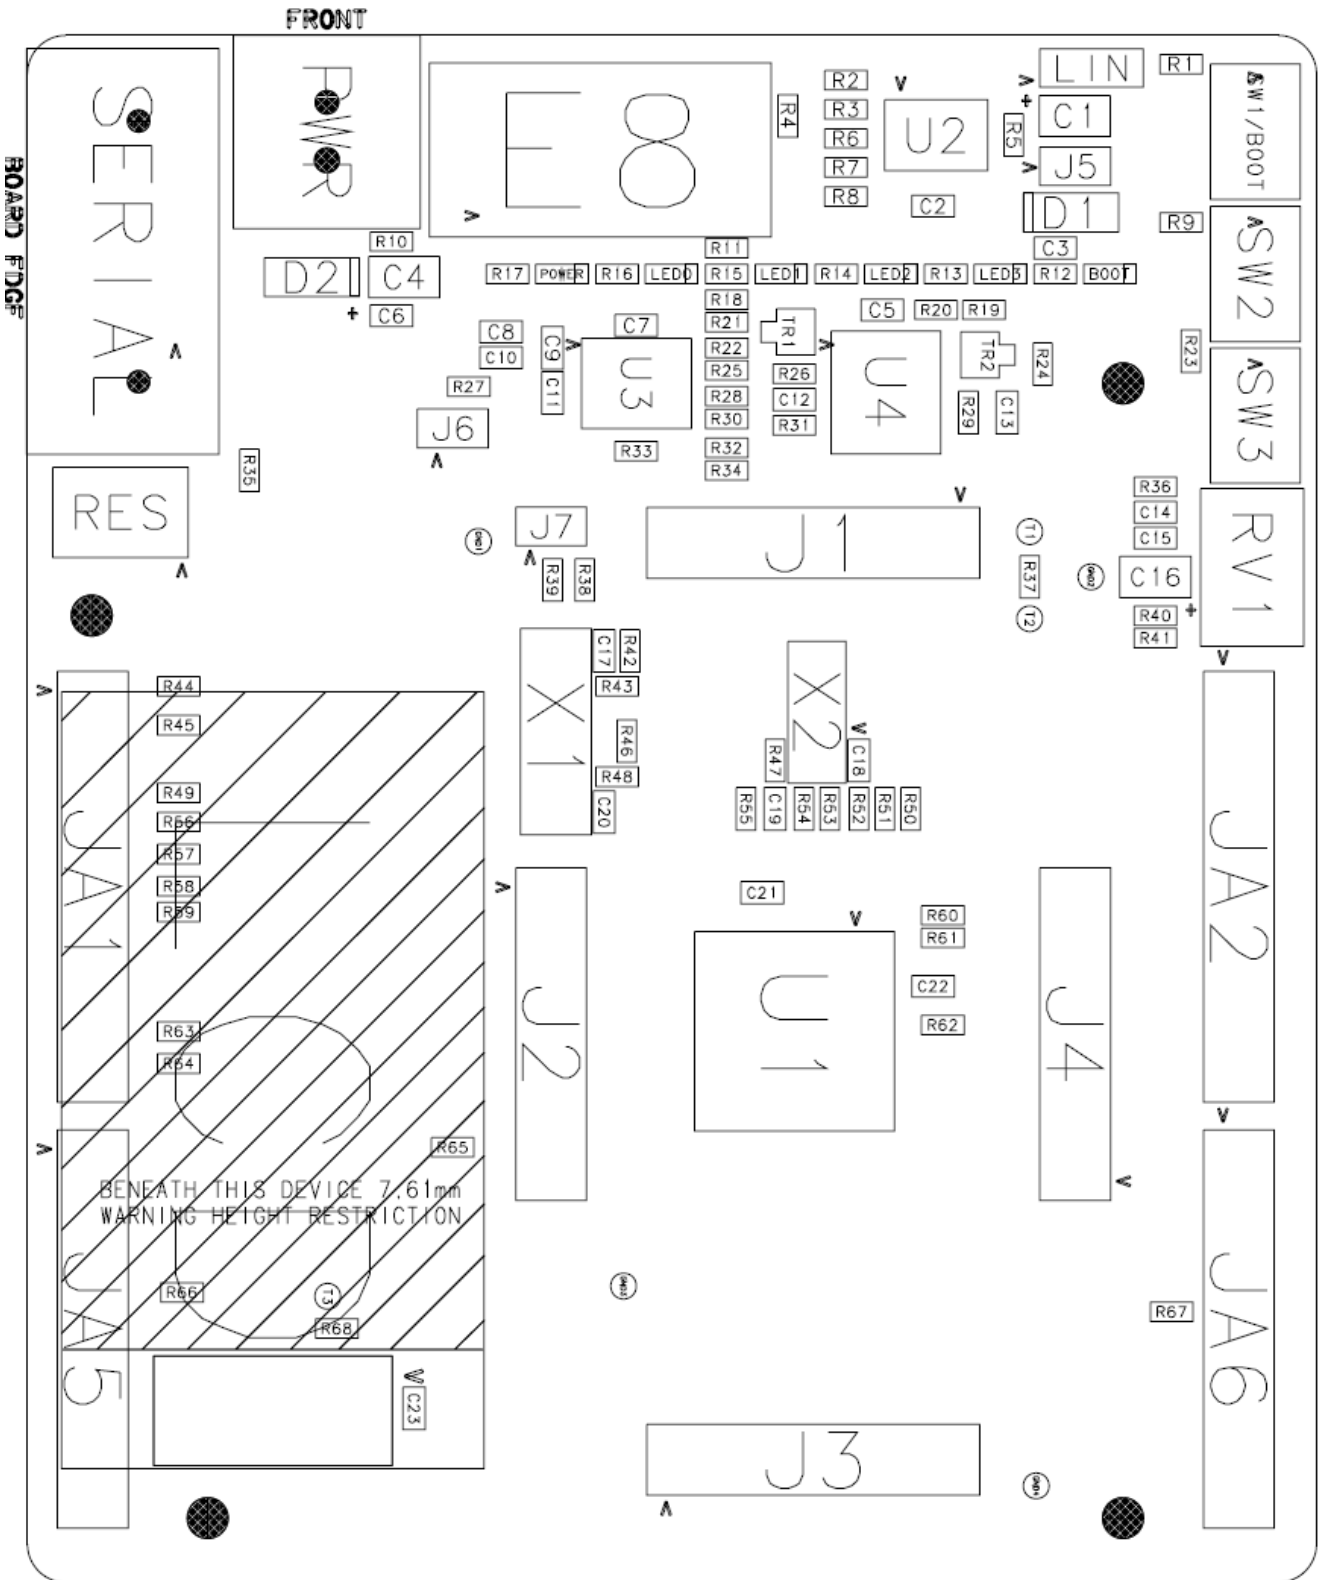 FRONT
BOARD EDGE
SERIAL
PWR
E8
R4
R2
R3
R6
R7
R8
U2
C2
R5
LIN
C1
J5
D1
C3
R1
SW1/BOOT
R9
SW2
R23
SW3
R10
D2
C4
C6
R11
R17
POWER
R16
LED0
R15
LED1
R14
LED2
R13
LED3
R12
BOOT
R18
R21
R22
R25
R28
R30
R32
R34
C8
C10
C9
C11
C7
U3
R33
R27
J6
TR1
R26
C12
R31
C5
R20
R19
U4
TR2
R24
R29
C13
R35
RES
GND1
J7
R39
R38
J1
T1
R37
T2
GND2
R36
C14
C15
C16
R40
R41
RV1
X1
C17
R42
R43
R46
R48
C20
X2
R47
C18
R55
C19
R54
R53
R52
R51
R50
R44
R45
R49
R56
R57
R58
R59
JA1
R63
R64
R65
LCD
BENEATH THIS DEVICE 7.61mm
WARNING HEIGHT RESTRICTION
R66
T3
R68
JA5
C23
J2
C21
U1
R60
R61
C22
R62
J4
JA2
GND3
R67
JA6
J3
GND4